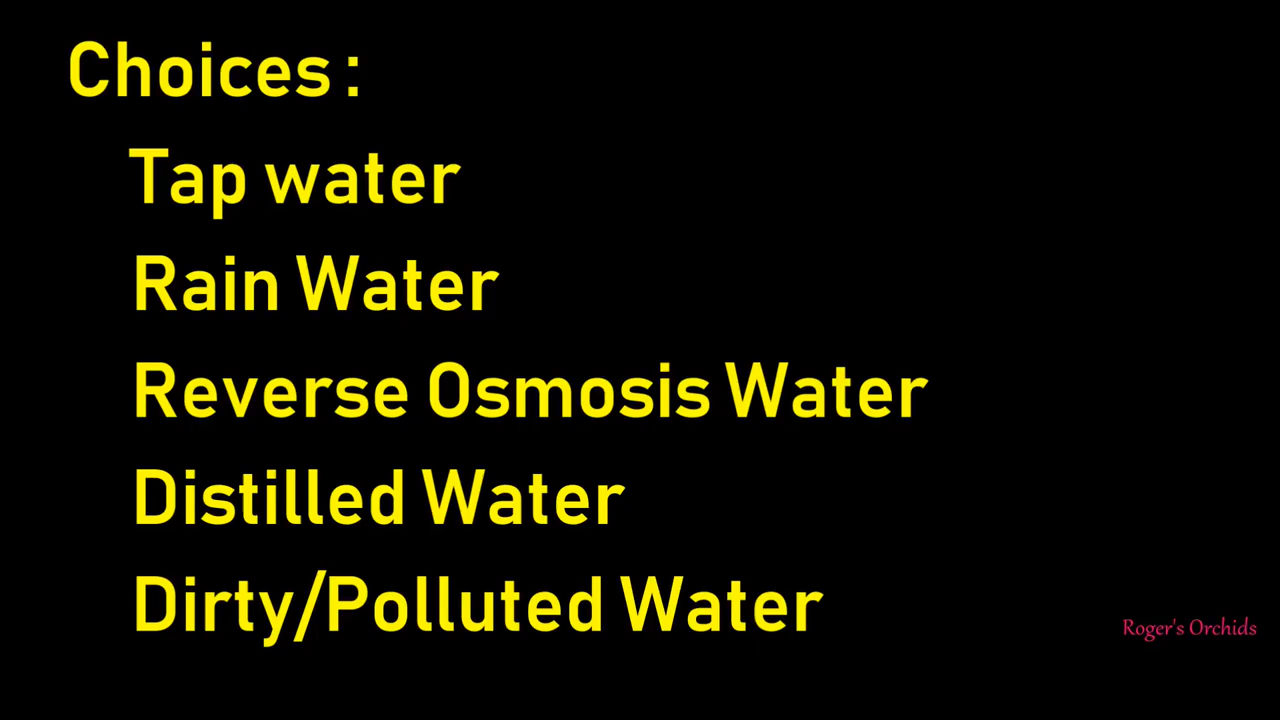 Choices :
Tap water
Rain Water
Reverse Osmosis Water
Distilled Water
Dirty/Polluted Water
Roger's Orchids